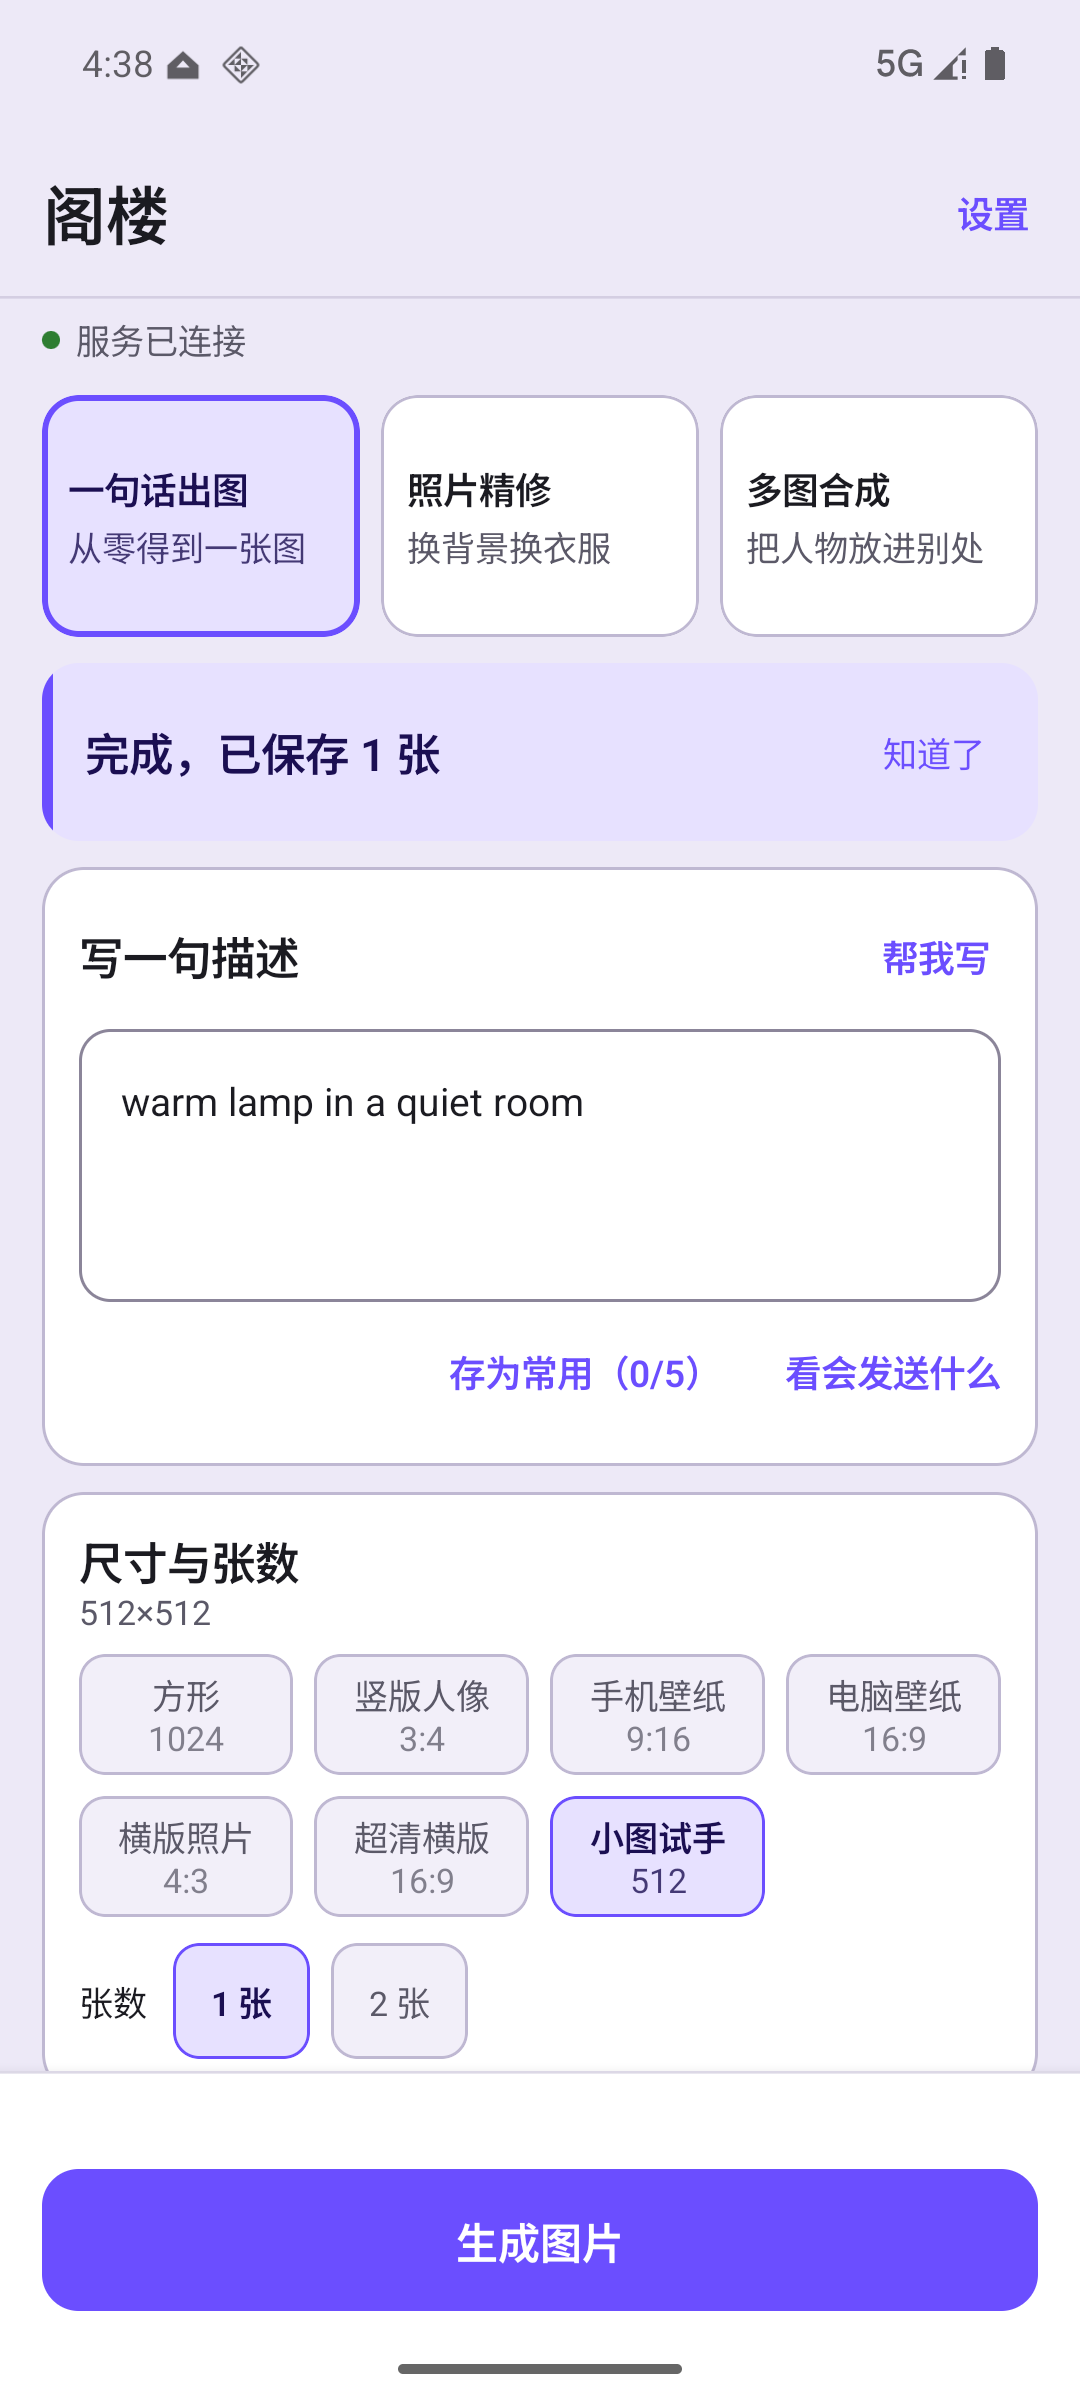 4:38
5G
阁楼
设置
服务已连接
一句话出图
从零得到一张图
照片精修
换背景换衣服
多图合成
把人物放进别处
完成，已保存 1 张
知道了
写一句描述
帮我写
warm lamp in a quiet room
存为常用（0/5）
看会发送什么
尺寸与张数
512×512
方形
1024
竖版人像
3:4
手机壁纸
9:16
电脑壁纸
16:9
横版照片
4:3
超清横版
16:9
小图试手
512
张数
1 张
2 张
生成图片